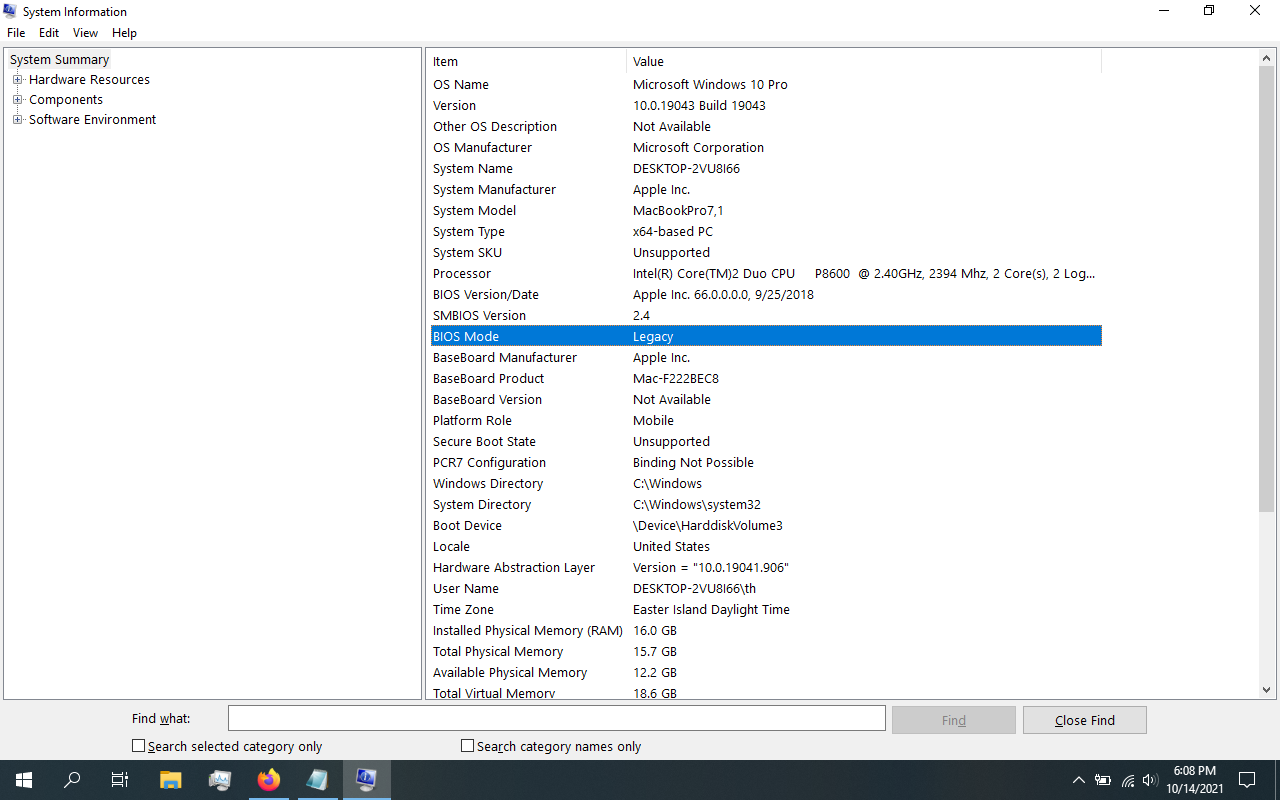 System Information
File Edit View Help
System Summary
Hardware Resources
Components
Software Environment
Item Value
OS Name Microsoft Windows 10 Pro
Version 10.0.19043 Build 19043
Other OS Description Not Available
OS Manufacturer Microsoft Corporation
System Name DESKTOP-2VU8I66
System Manufacturer Apple Inc.
System Model MacBookPro7,1
System Type x64-based PC
System SKU Unsupported
Processor Intel(R) Core(TM)2 Duo CPU P8600 @ 2.40GHz, 2394 Mhz, 2 Core(s), 2 Log...
BIOS Version/Date Apple Inc. 66.0.0.0.0, 9/25/2018
SMBIOS Version 2.4
BIOS Mode Legacy
BaseBoard Manufacturer Apple Inc.
BaseBoard Product Mac-F222BEC8
BaseBoard Version Not Available
Platform Role Mobile
Secure Boot State Unsupported
PCR7 Configuration Binding Not Possible
Windows Directory C:\Windows
System Directory C:\Windows\system32
Boot Device \Device\HarddiskVolume3
Locale United States
Hardware Abstraction Layer Version = "10.0.19041.906"
User Name DESKTOP-2VU8I66\th
Time Zone Easter Island Daylight Time
Installed Physical Memory (RAM) 16.0 GB
Total Physical Memory 15.7 GB
Available Physical Memory 12.2 GB
Total Virtual Memory 18.6 GB
Find what: Find Close Find
Search selected category only Search category names only
6:08 PM
10/14/2021